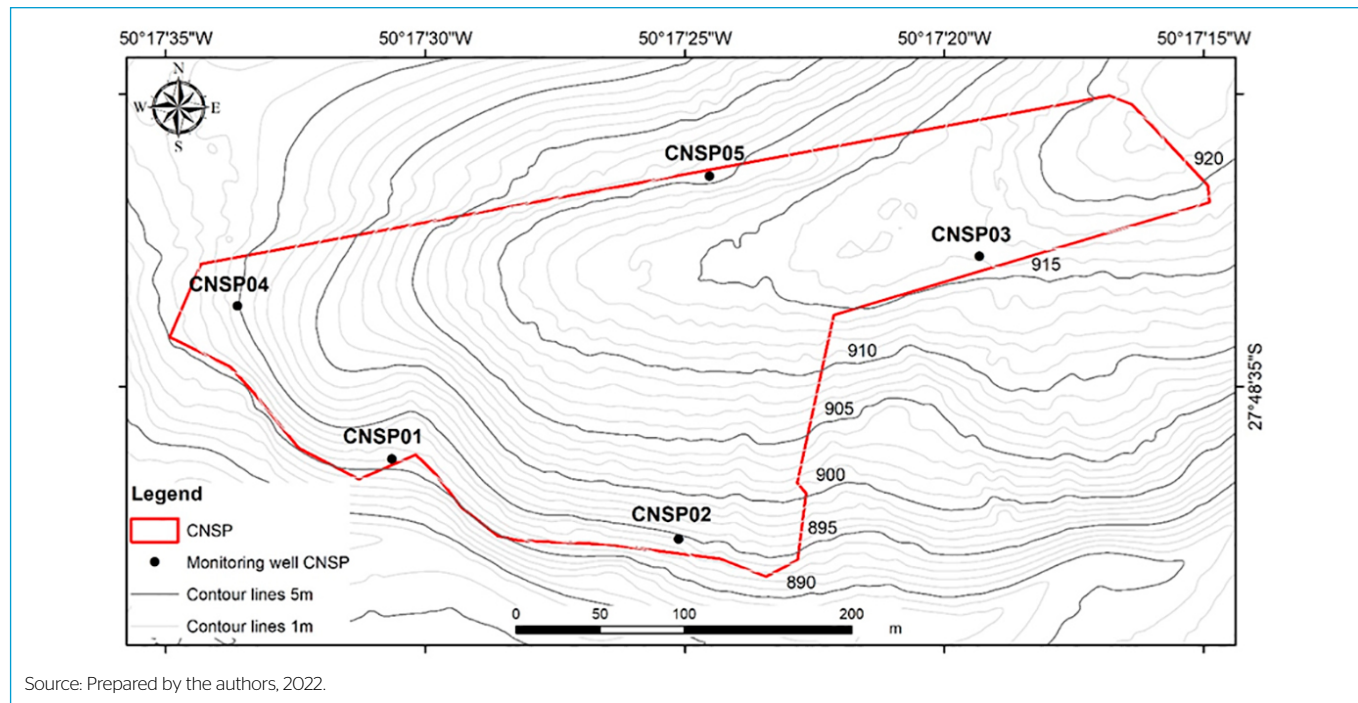 50°17'35"W 50°17'30"W 50°17'25"W 50°17'20"W 50°17'15"W
N
W E
S
CNSP05
920
CNSP03
915
CNSP04
910
27°48'35"S
905
CNSP01
900
Legend
CNSP02
895
CNSP
Monitoring well CNSP
890
Contour lines 5m
0 50 100 200
Contour lines 1m
m
Source: Prepared by the authors, 2022.